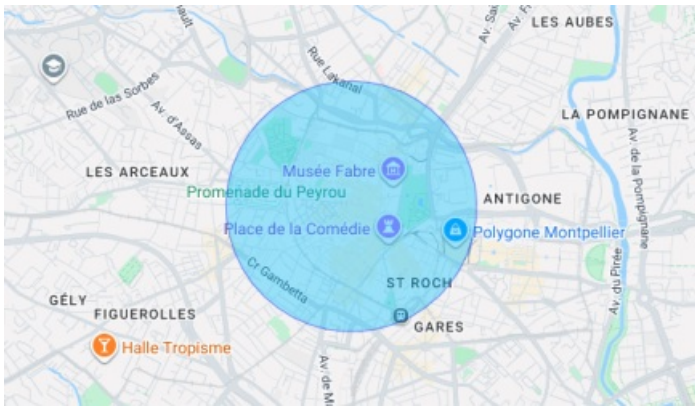 LES AUBES
Av. d'Assas
Rue Lakanal
Rue de las Sorbes
LA POMPIGNANE
Av. de la Pompignane
LES ARCEAUX
Musée Fabre
Promenade du Peyrou
ANTIGONE
Place de la Comédie
Polygone Montpellier
Cr Gambetta
ST ROCH
Av. du Pirée
GÉLY
FIGUEROLLES
GARES
Halle Tropisme